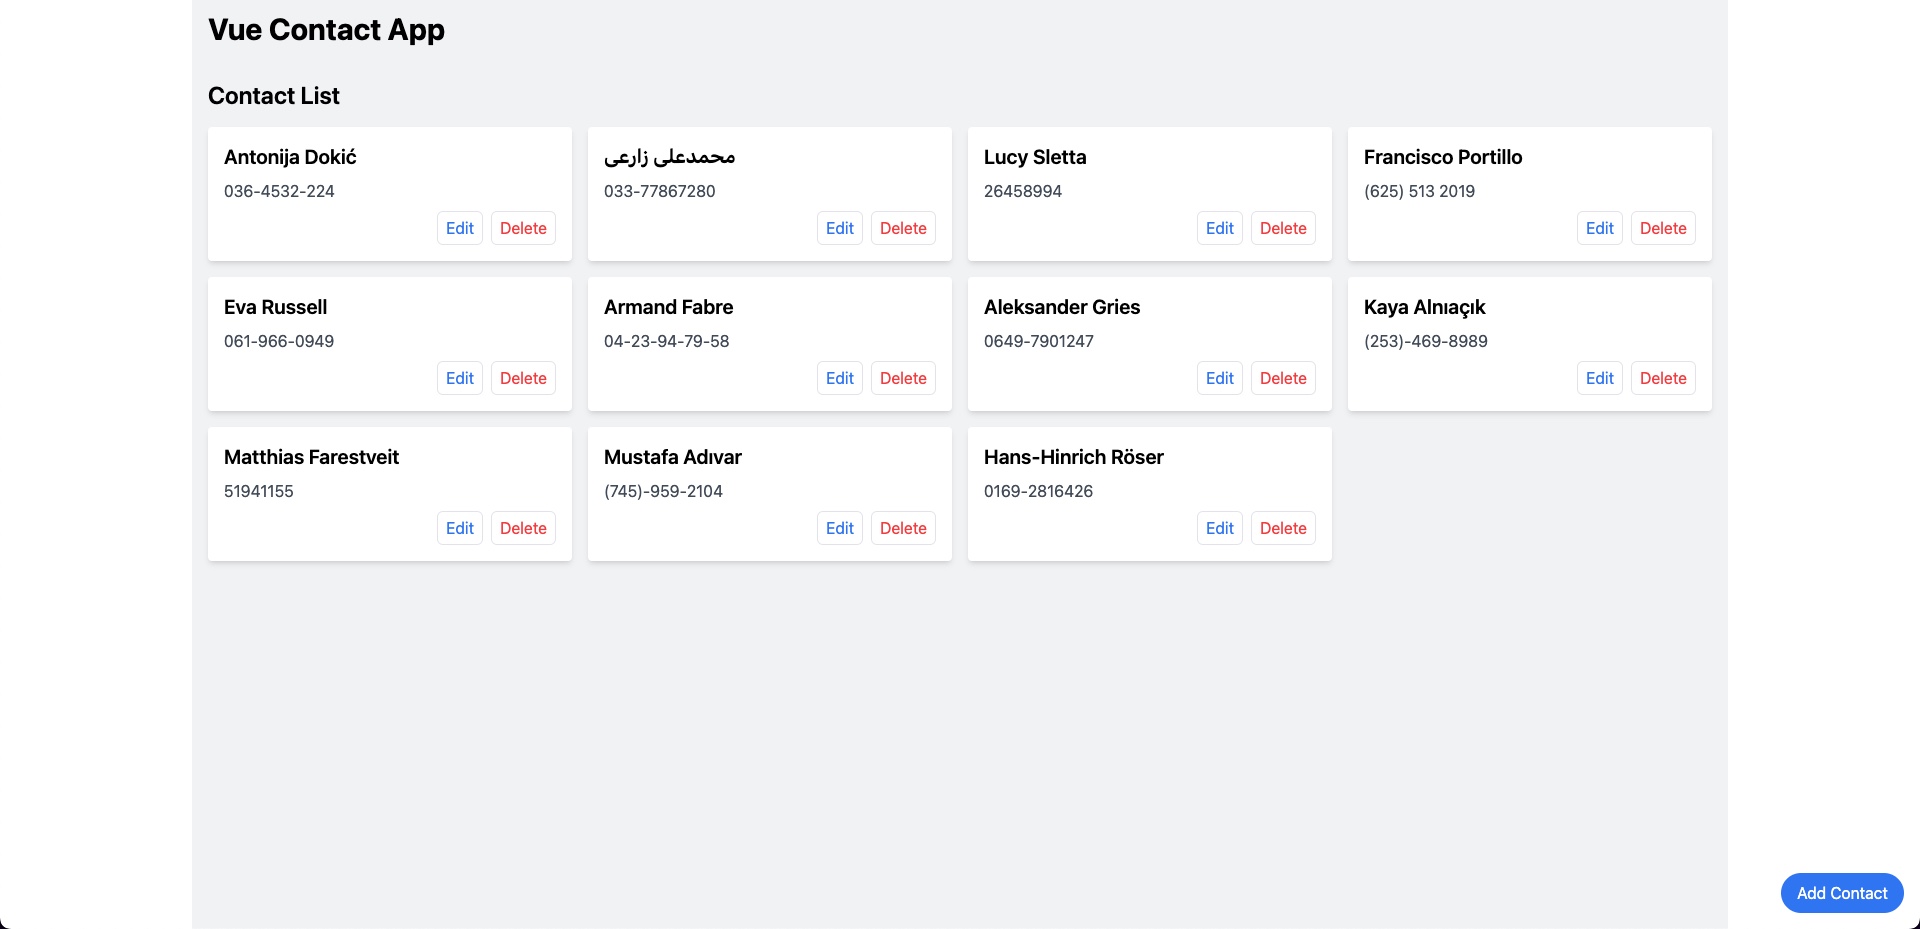 Vue Contact App
Contact List
Antonija Dokić
036-4532-224
Edit Delete
محمدعلی زارعی
033-77867280
Edit Delete
Lucy Sletta
26458994
Edit Delete
Francisco Portillo
(625) 513 2019
Edit Delete
Eva Russell
061-966-0949
Edit Delete
Armand Fabre
04-23-94-79-58
Edit Delete
Aleksander Gries
0649-7901247
Edit Delete
Kaya Alnıaçık
(253)-469-8989
Edit Delete
Matthias Farestveit
51941155
Edit Delete
Mustafa Adıvar
(745)-959-2104
Edit Delete
Hans-Hinrich Röser
0169-2816426
Edit Delete
Add Contact